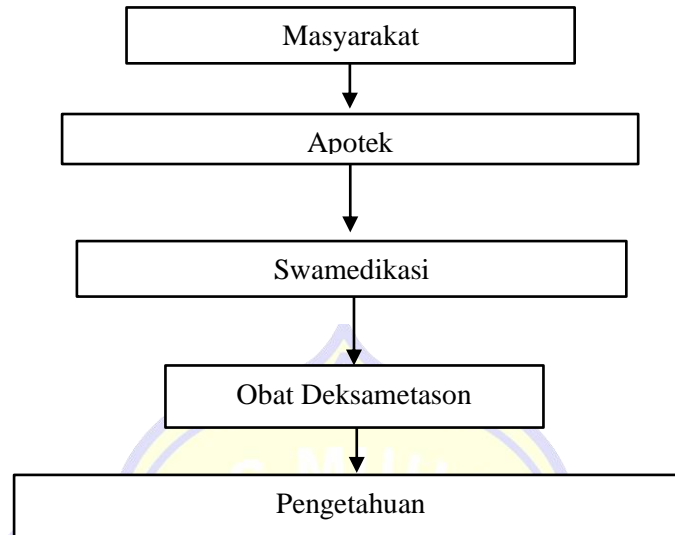 Masyarakat
Apotek
Swamedikasi
Obat Deksametason
Pengetahuan